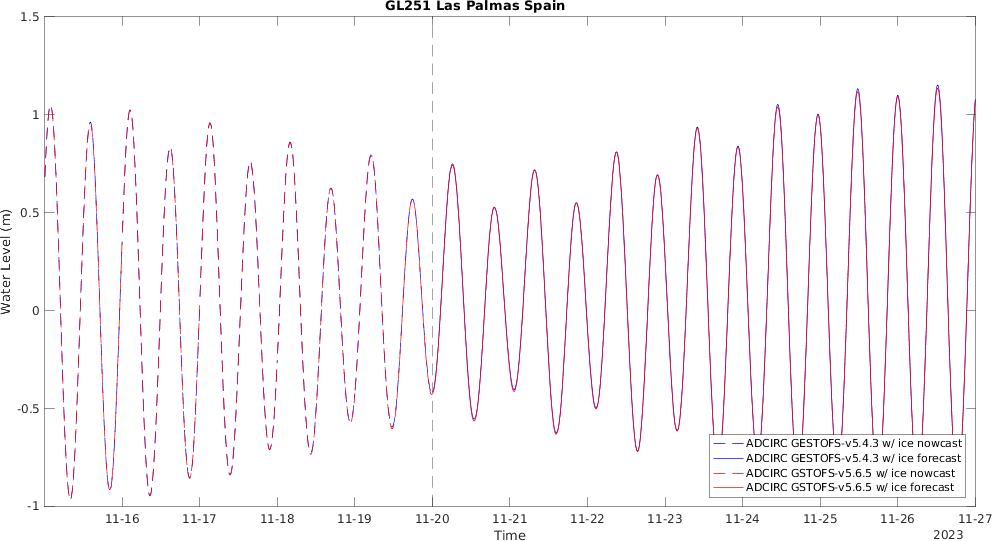 GL251 Las Palmas Spain
1.5
1
0.5
0
-0.5
-1
Water Level (m)
11-16 11-17 11-18 11-19 11-20 11-21 11-22 11-23 11-24 11-25 11-26 11-27
Time
2023
ADCIRC GESTOFS-v5.4.3 w/ ice nowcast
ADCIRC GESTOFS-v5.4.3 w/ ice forecast
ADCIRC GSTOFS-v5.6.5 w/ ice nowcast
ADCIRC GSTOFS-v5.6.5 w/ ice forecast